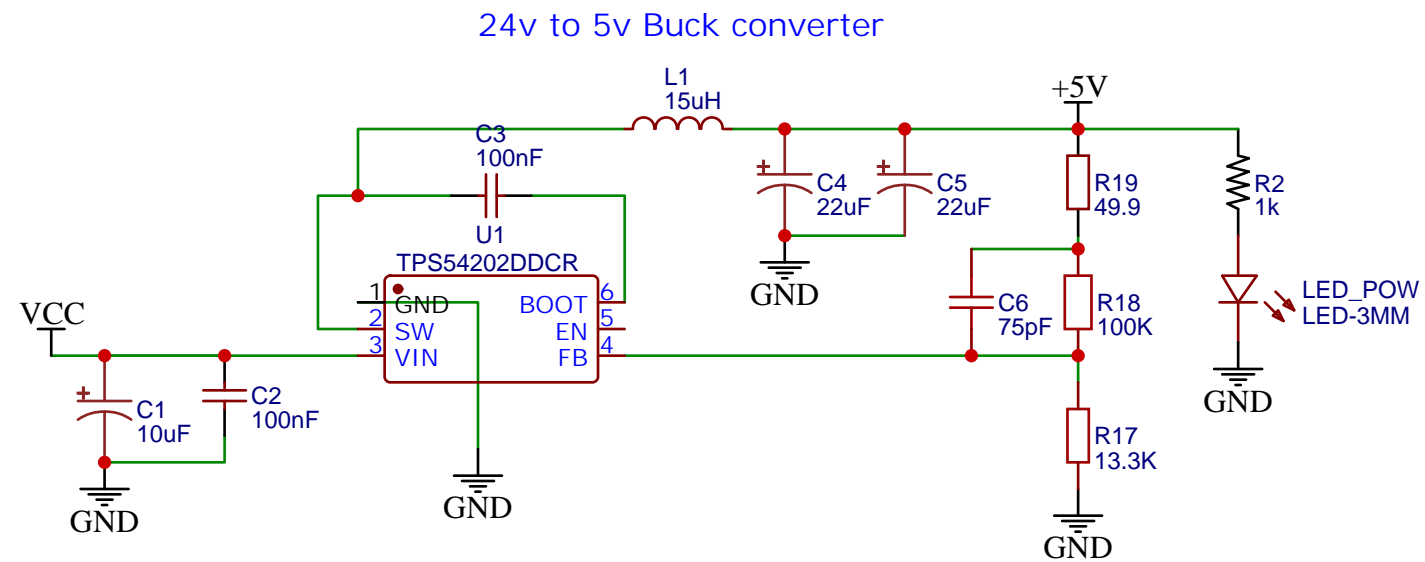 24v to 5v Buck converter
L1
15uH
+5V
C3
100nF
C4
22uF
C5
22uF
R19
49.9
R2
1k
U1
TPS54202DDCR
1
GND
BOOT
6
2
SW
EN
5
3
VIN
FB
4
VCC
GND
C6
75pF
R18
100K
LED_POW
LED-3MM
C1
10uF
C2
100nF
GND
R17
13.3K
GND
GND
GND